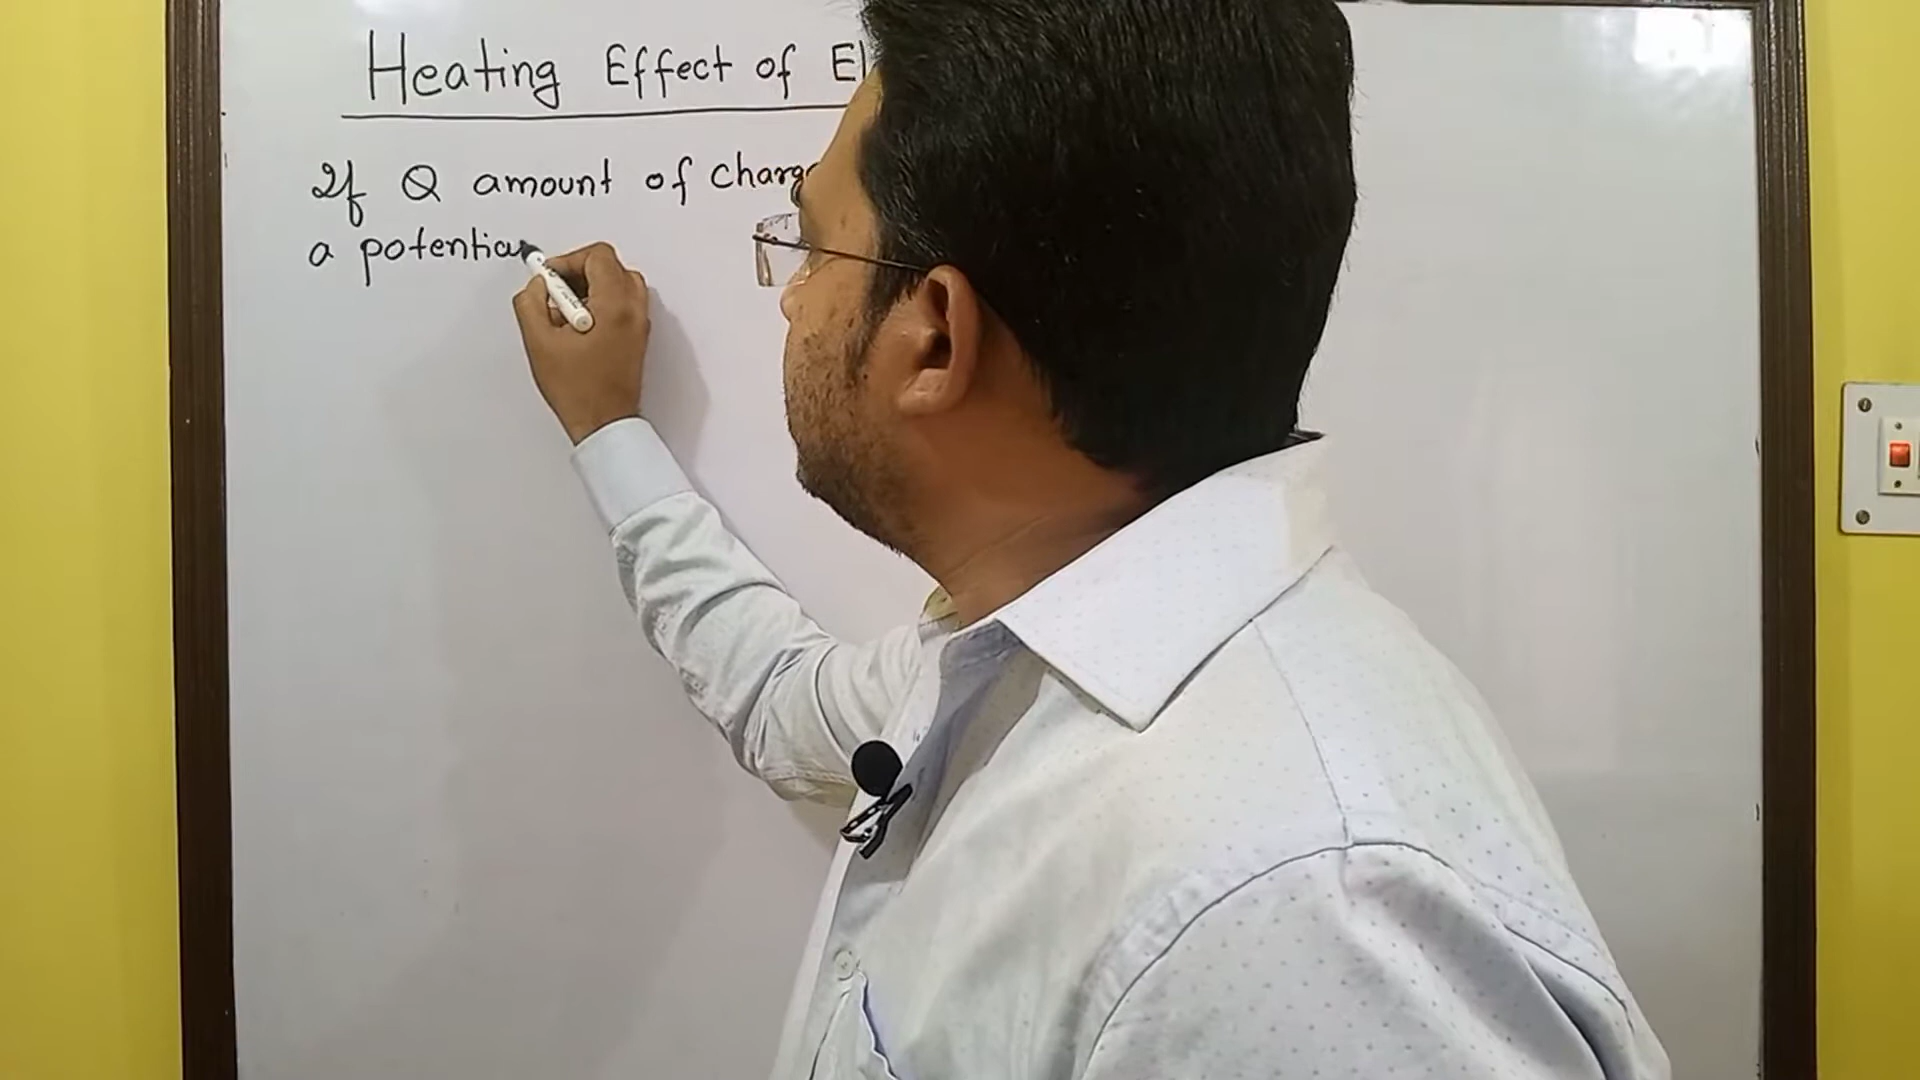 Heating Effect of El
If Q amount of charg
a potentia